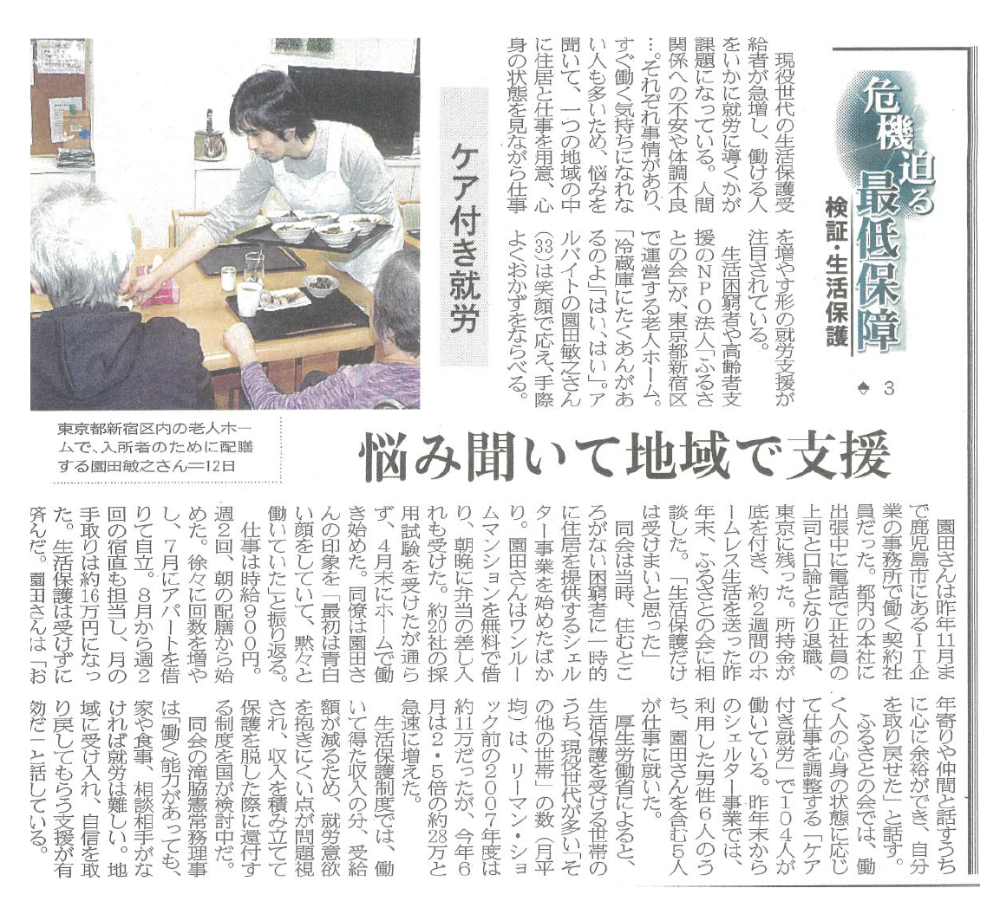 危機迫る
最低保障
検証・生活保護
3
ケア付き就労
悩み聞いて地域で支援
現役世代の生活保護受
給者が急増し、働ける人
をいかに就労に導くかが
課題になっている。人間
関係への不安や体調不良
…。それぞれ事情があり、
すぐ働く気持ちになれな
い人も多いため、悩みを
聞いて、一つの地域の中
に住居と仕事を用意、心
身の状態を見ながら仕事
を増やす形の就労支援が
注目されている。
生活困窮者や高齢者支
援のNPO法人「ふるさ
との会」が、東京都新宿区
で運営する老人ホーム。
「冷蔵庫にたくあんがあ
るのよ」「はい、はい」。ア
ルバイトの園田敏之さん
(33)は笑顔で応え、手際
よくおかずをならべる。
東京都新宿区内の老人ホー
ムで、入所者のために配膳
する園田敏之さん＝12日
園田さんは昨年11月ま
で鹿児島市にあるIT企
業の事務所で働く契約社
員だった。都内の本社に
出張中に電話で正社員の
上司と口論となり退職、
東京に残った。所持金が
底を付き、約2週間のホ
ームレス生活を送った昨
年末、ふるさとの会に相
談した。「生活保護だけ
は受けまいと思った」
同会は当時、住むとこ
ろがない困窮者に一時的
に住居を提供するシェル
ター事業を始めたばか
り。園田さんはワンルー
ムマンションを無料で借
り、朝晩に弁当の差し入
れも受けた。約20社の採
用試験を受けたが通ら
ず、4月末にホームで働
き始めた。同僚は園田さ
んの印象を「最初は青白
い顔をしていて、黙々と
働いていた」と振り返る。
仕事は時給900円。
週2回、朝の配膳から始
めた。徐々に回数を増や
し、7月にアパートを借
りて自立。8月から週2
回の宿直も担当し、月の
手取りは約16万円になっ
た。生活保護は受けずに
済んだ。園田さんは「お
年寄りや仲間と話すうち
に心に余裕ができ、自分
を取り戻せた」と話す。
ふるさとの会では、働
く人の心身の状態に応じ
て仕事を調整する「ケア
付き就労」で104人が
働いている。昨年末から
のシェルター事業では、
利用した男性6人のう
ち、園田さんを含む5人
が仕事に就いた。
厚生労働省によると、
生活保護を受ける世帯の
うち、現役世代が多い「そ
の他の世帯」の数（月平
均）は、リーマン・ショ
ック前の2007年度は
約11万だったが、今年6
月は2・5倍の約28万と
急速に増えた。
生活保護制度では、働
いて得た収入の分、受給
額が減るため、就労意欲
を抱きにくい点が問題視
され、収入を積み立てて
保護を脱した際に還付す
る制度を国が検討中だ。
同会の滝脇憲常務理事
は「働く能力があっても、
家や食事、相談相手がな
ければ就労は難しい。地
域に受け入れ、自信を取
り戻してもらう支援が有
効だ」と話している。